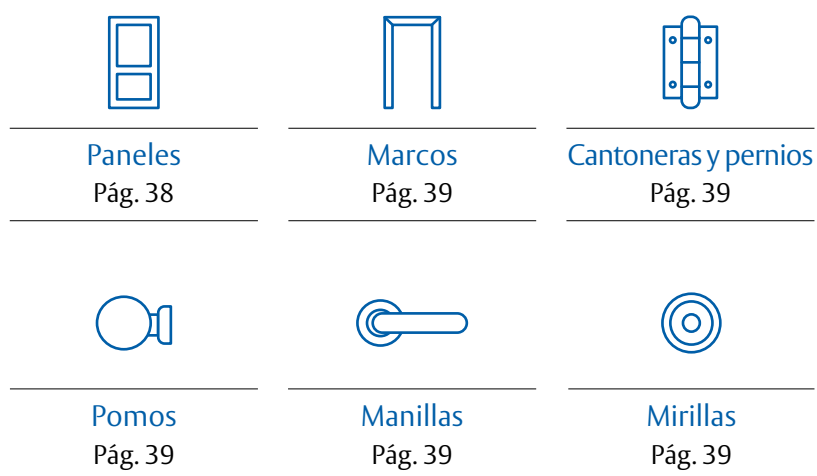 Paneles
Pág. 38
Marcos
Pág. 39
Cantoneras y pernios
Pág. 39
Pomos
Pág. 39
Manillas
Pág. 39
Mirillas
Pág. 39